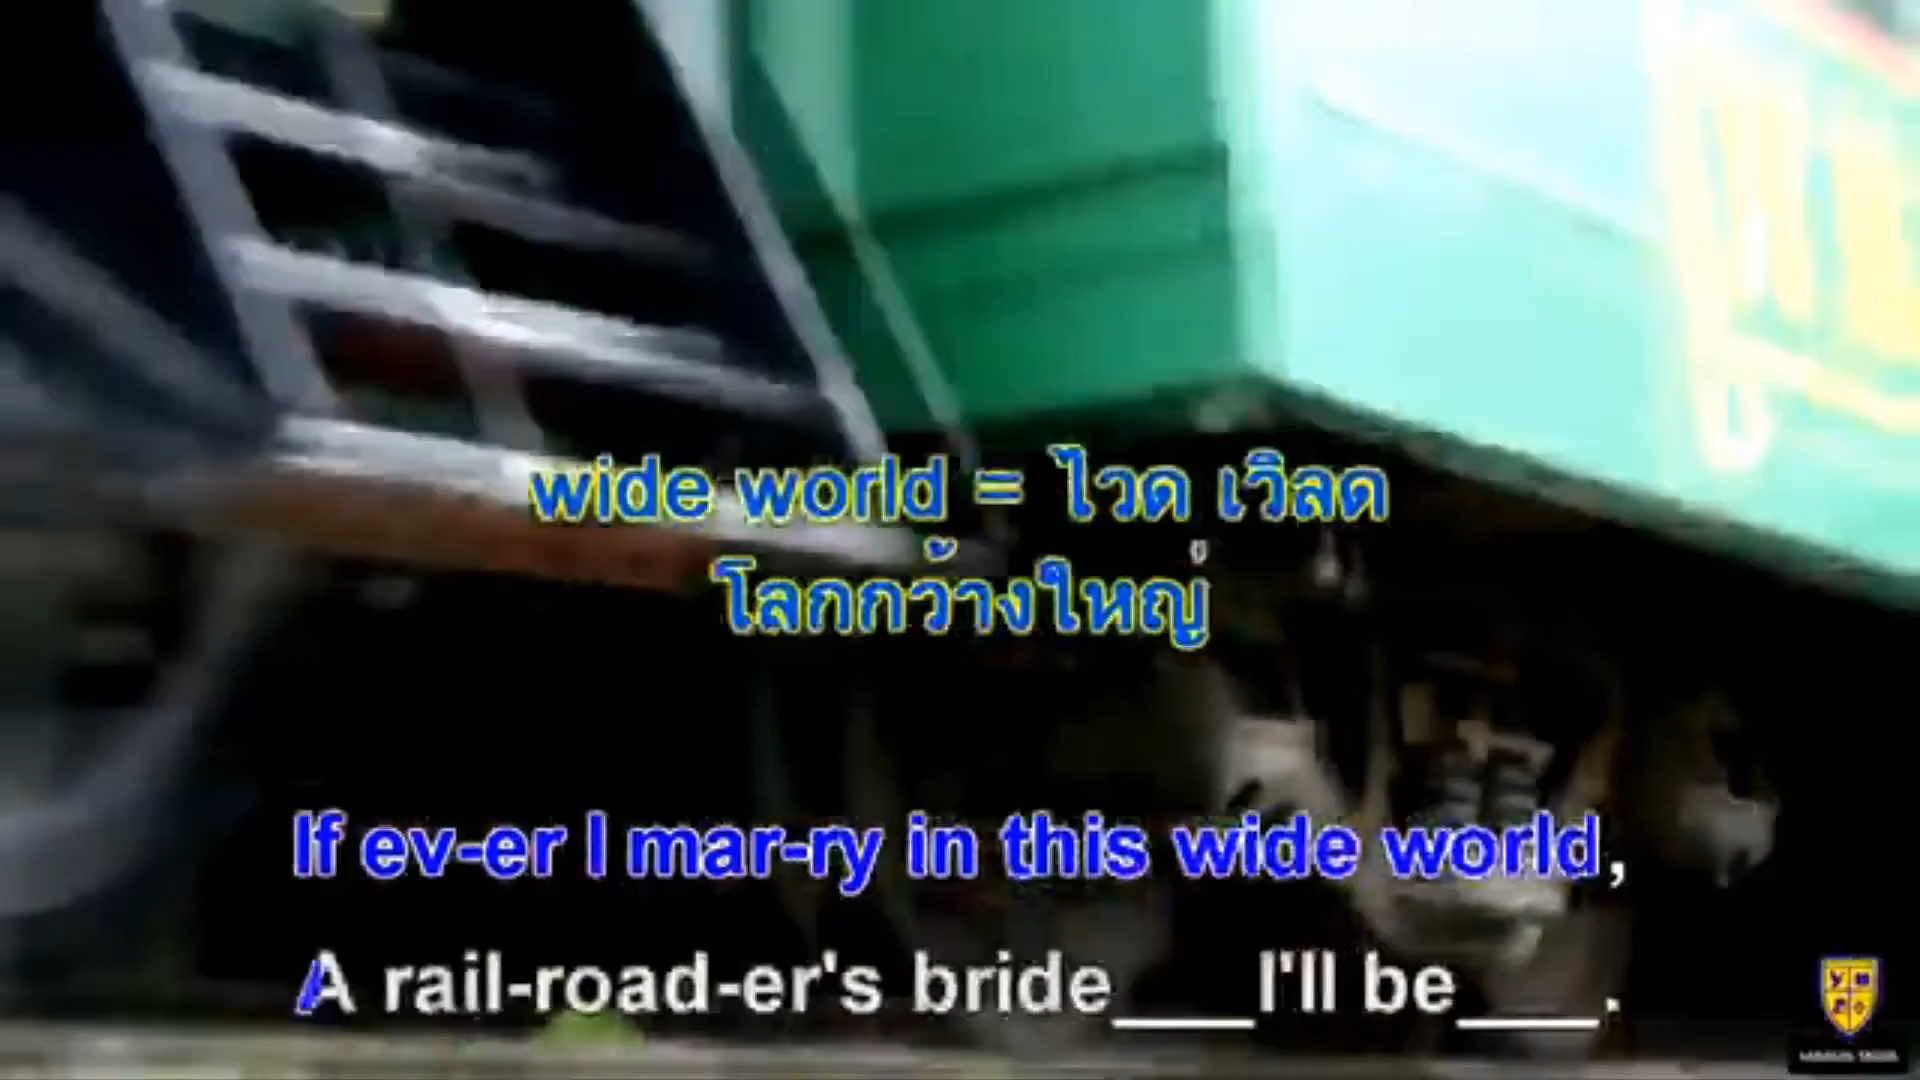 wide world = ไวด เวิลด
โลกกว้างใหญ่
If ev-er I mar-ry in this wide world,
A rail-road-er's bride___I'll be___.